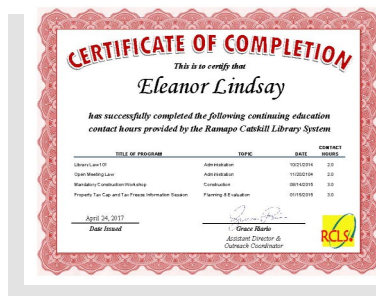 CERTIFICATE OF COMPLETION
This is to certify that
Eleanor Lindsay
has successfully completed the following continuing education
contact hours provided by the Ramapo Catskill Library System
TITLE OF PROGRAM TOPIC DATE CONTACT HOURS
Library Law 101 Administration 10/21/2014 2.0
Open Meeting Law Administration 11/20/2104 2.0
Mandatory Construction Workshop Construction 08/14/2015 3.0
Property Tax Cap and Tax Freeze Information Session Planning & Evaluation 01/15/2015 3.0
April 24, 2017
Date Issued
Grace Riario
Assistant Director &
Outreach Coordinator
RCLS